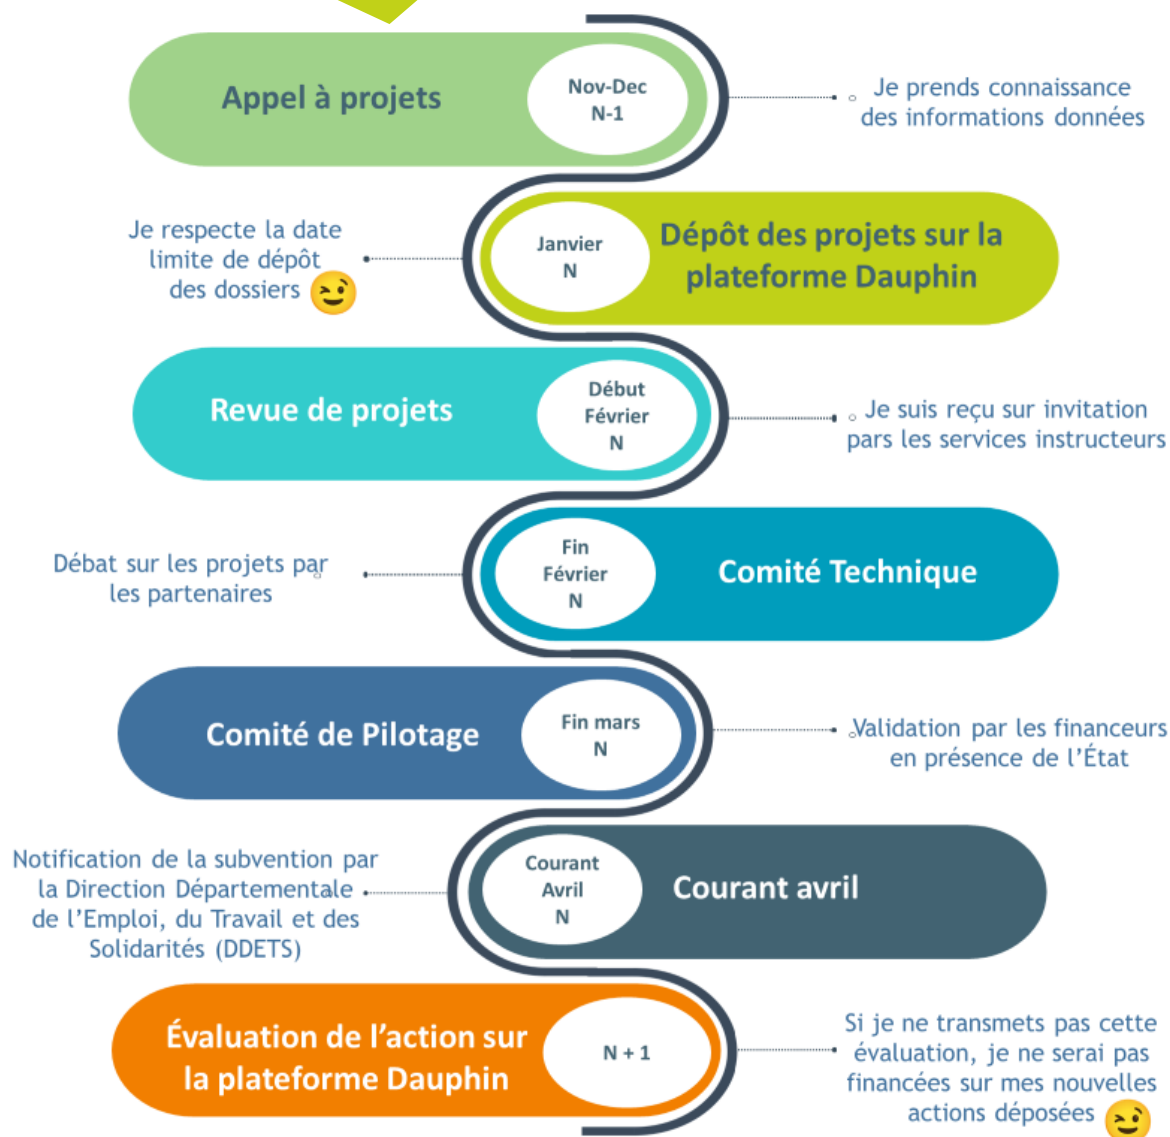 Appel à projets
Nov-Dec
N-1
Je prends connaissance
des informations données
Je respecte la date
limite de dépôt
des dossiers
Janvier
N
Dépôt des projets sur la
plateforme Dauphin
Revue de projets
Début
Février
N
Je suis reçu sur invitation
pars les services instructeurs
Débat sur les projets par
les partenaires
Fin
Février
N
Comité Technique
Comité de Pilotage
Fin mars
N
Validation par les financeurs
en présence de l'État
Notification de la subvention par
la Direction Départementale
de l'Emploi, du Travail et des
Solidarités (DDETS)
Courant
Avril
N
Courant avril
Évaluation de l'action sur
la plateforme Dauphin
N + 1
Si je ne transmets pas cette
évaluation, je ne serai pas
financées sur mes nouvelles
actions déposées